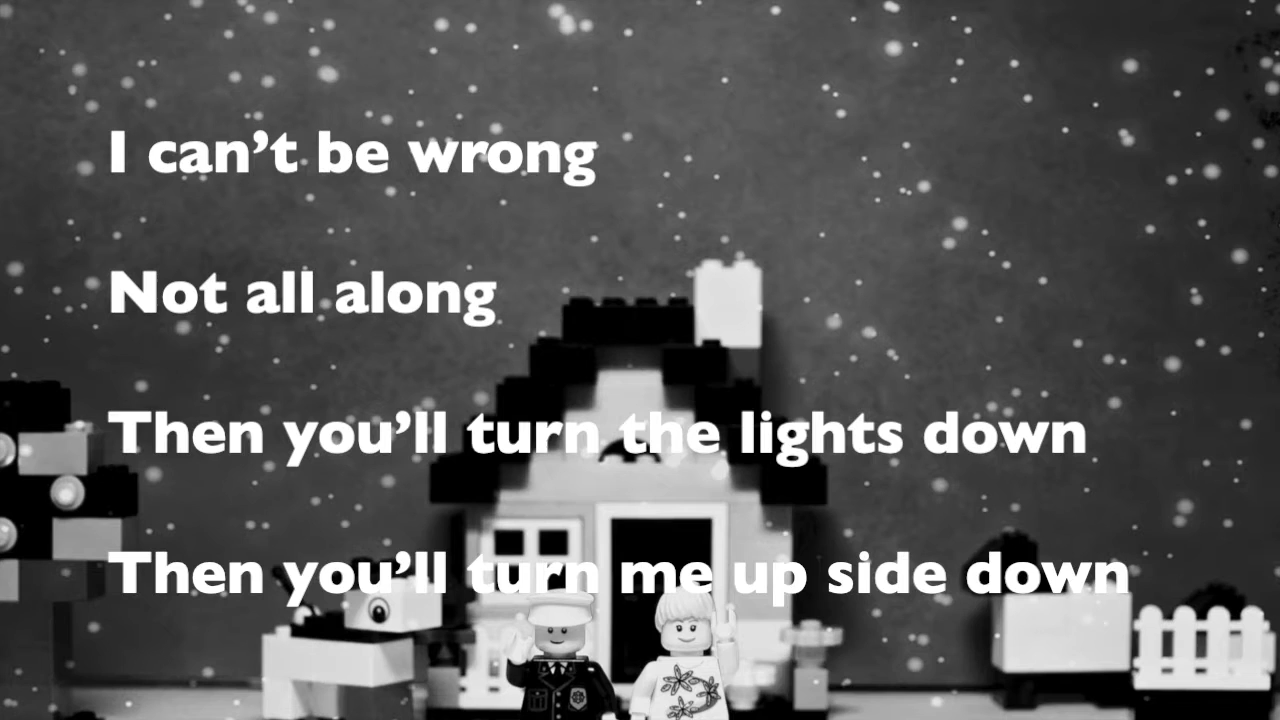 I can’t be wrong
Not all along
Then you’ll turn the lights down
Then you’ll turn me up side down